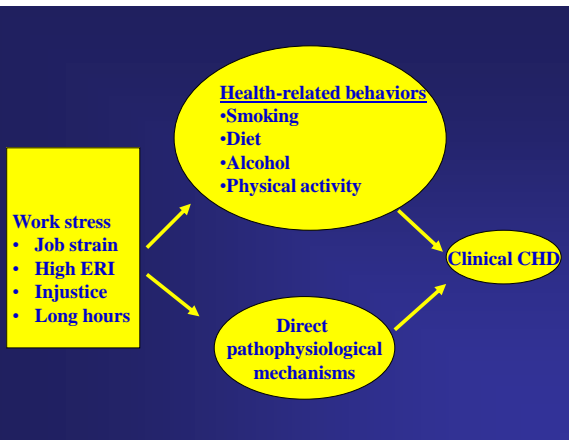 Health-related behaviors
•Smoking
•Diet
•Alcohol
•Physical activity
Work stress
• Job strain
• High ERI
• Injustice
• Long hours
Clinical CHD
Direct
pathophysiological
mechanisms